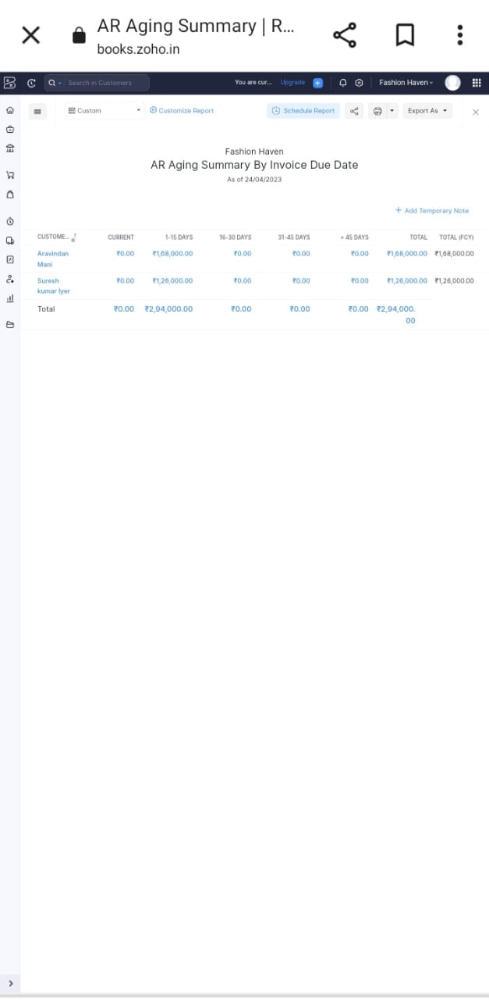 AR Aging Summary | R...
books.zoho.in
Search in Customers
You are cur... Upgrade
Fashion Haven
Custom
Customize Report
Schedule Report
Export As
Fashion Haven
AR Aging Summary By Invoice Due Date
As of 24/04/2023
+ Add Temporary Note
CUSTOME... CURRENT 1-15 DAYS 16-30 DAYS 31-45 DAYS > 45 DAYS TOTAL TOTAL (FCY)
Aravindan ₹0.00 ₹1,68,000.00 ₹0.00 ₹0.00 ₹0.00 ₹1,68,000.00 ₹1,68,000.00
Mani
Suresh ₹0.00 ₹1,26,000.00 ₹0.00 ₹0.00 ₹0.00 ₹1,26,000.00 ₹1,26,000.00
kumar Iyer
Total ₹0.00 ₹2,94,000.00 ₹0.00 ₹0.00 ₹0.00 ₹2,94,000.
00